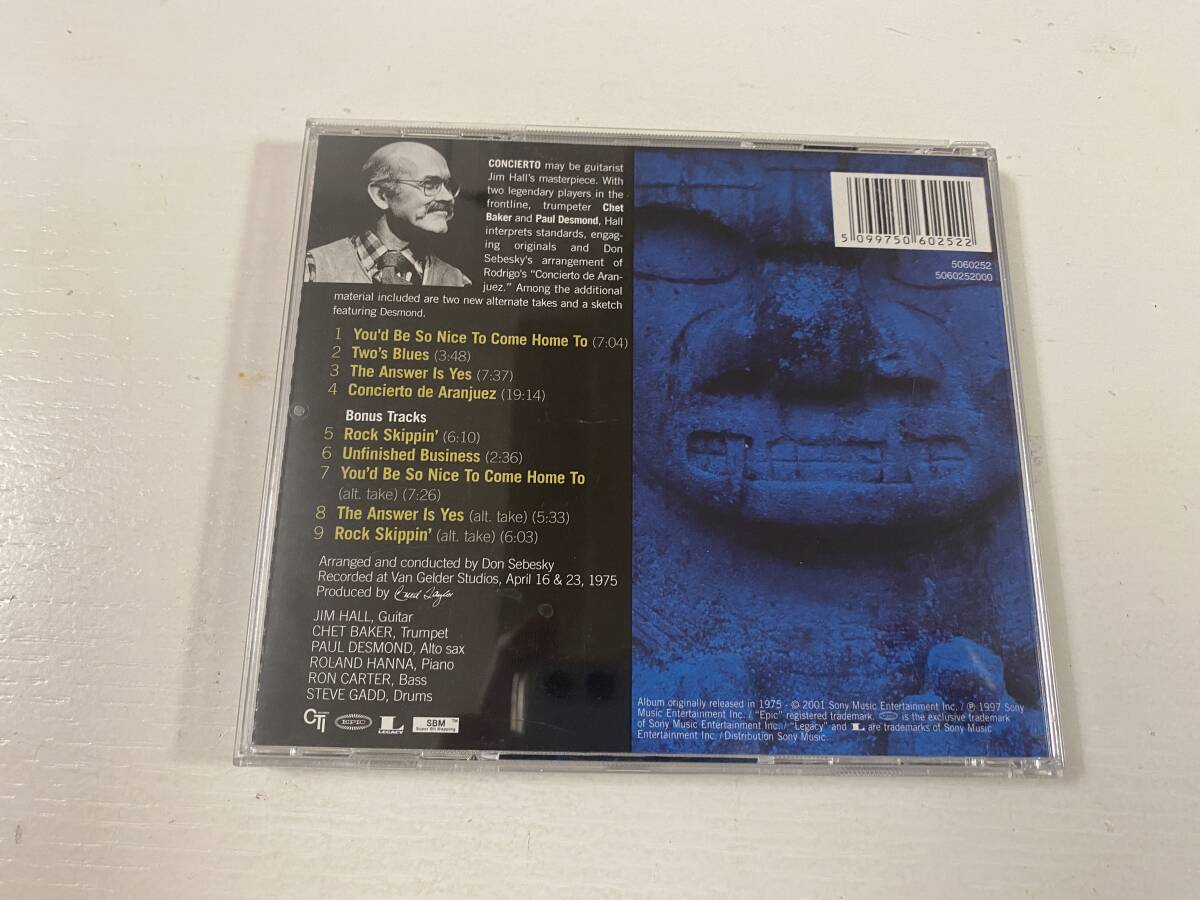 CONCIERTO may be guitarist
Jim Hall's masterpiece. With
two legendary players in the
frontline, trumpeter Chet
Baker and Paul Desmond, Hall
interprets standards, engag-
ing originals and Don
Sebesky's arrangement of
Rodrigo's "Concierto de Aran-
juez." Among the additional
material included are two new alternate takes and a sketch
featuring Desmond.
1 You'd Be So Nice To Come Home To (7:04)
2 Two's Blues (3:48)
3 The Answer Is Yes (7:37)
4 Concierto de Aranjuez (19:14)
Bonus Tracks
5 Rock Skippin' (6:10)
6 Unfinished Business (2:36)
7 You'd Be So Nice To Come Home To
(alt. take) (7:26)
8 The Answer Is Yes (alt. take) (5:33)
9 Rock Skippin' (alt. take) (6:03)
Arranged and conducted by Don Sebesky
Recorded at Van Gelder Studios, April 16 & 23, 1975
Produced by Creed Taylor
JIM HALL, Guitar
CHET BAKER, Trumpet
PAUL DESMOND, Alto sax
ROLAND HANNA, Piano
RON CARTER, Bass
STEVE GADD, Drums
CTI
EPIC
L LEGACY
SBM™
Super Bit Mapping
5 099750 602522
5060252
5060252000
Album originally released in 1975 · © 2001 Sony Music Entertainment Inc. / ℗ 1997 Sony
Music Entertainment Inc. / "Epic" registered trademark. EPIC is the exclusive trademark
of Sony Music Entertainment Inc. / "Legacy" and L are trademarks of Sony Music
Entertainment Inc. / Distribution Sony Music.